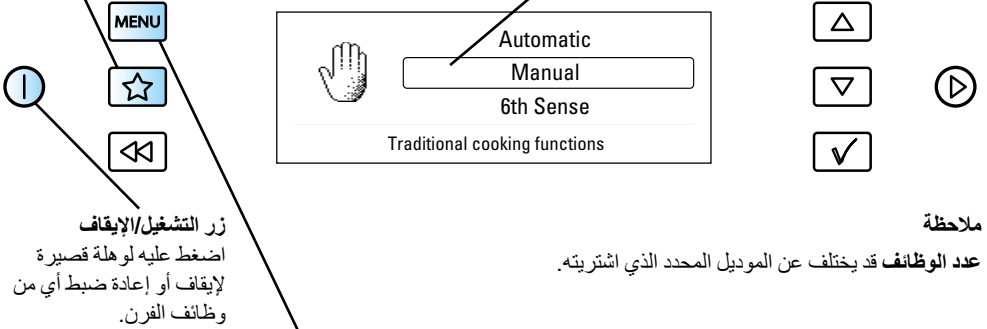 MENU
Automatic
Manual
6th Sense
Traditional cooking functions
زر التشغيل/الإيقاف
اضغط عليه لوهلة قصيرة
لإيقاف أو إعادة ضبط أي من
وظائف الفرن.
ملاحظة
عدد الوظائف قد يختلف عن الموديل المحدد الذي اشتريته.